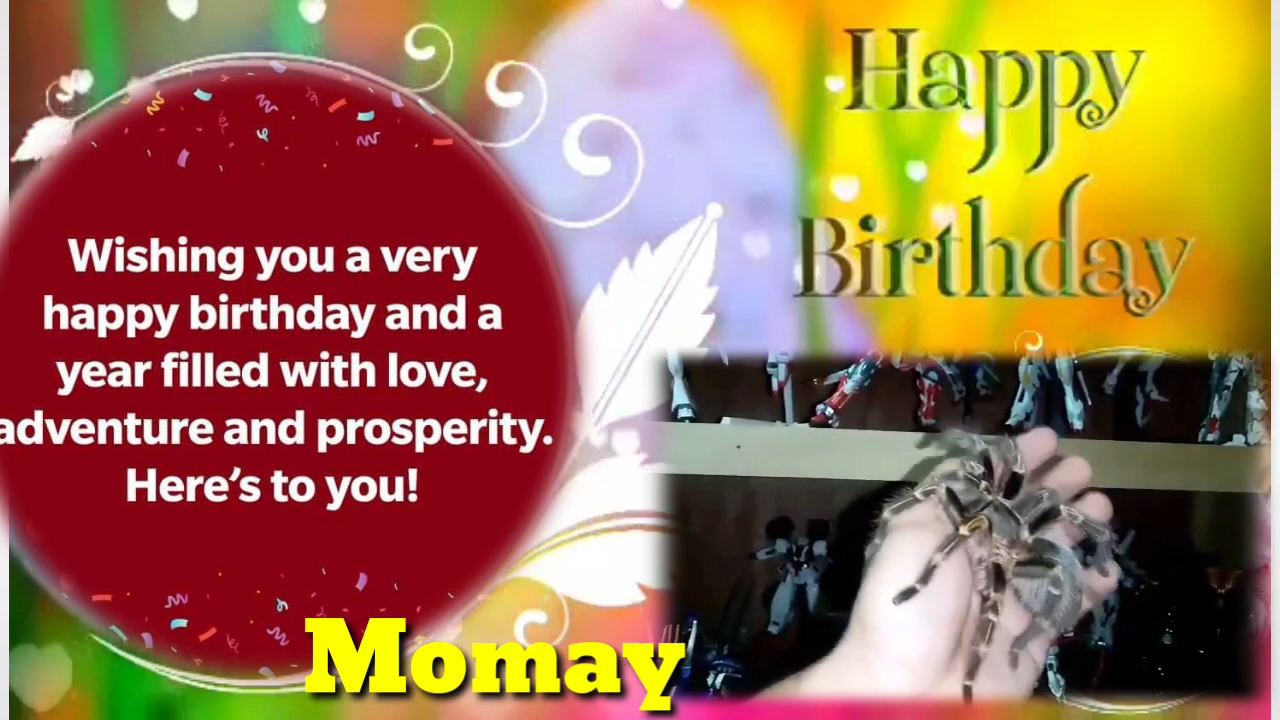 Happy
Birthday
Wishing you a very
happy birthday and a
year filled with love,
adventure and prosperity.
Here’s to you!
Momay